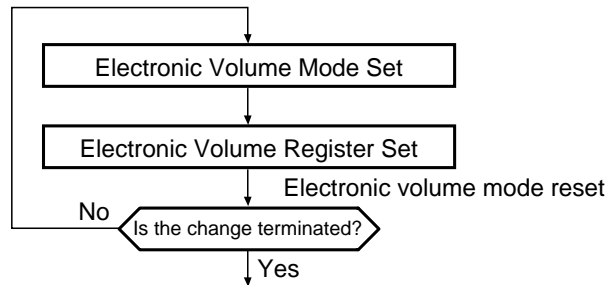 Electronic Volume Mode Set
Electronic Volume Register Set
Electronic volume mode reset
No
Is the change terminated?
Yes